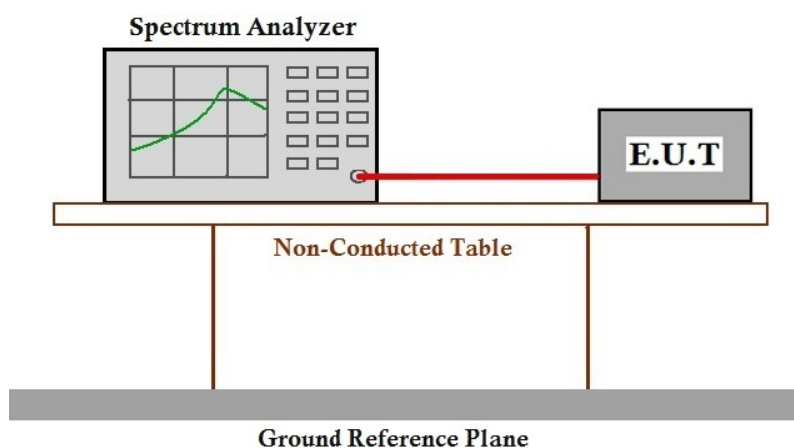 Spectrum Analyzer
E.U.T
Non-Conducted Table
Ground Reference Plane